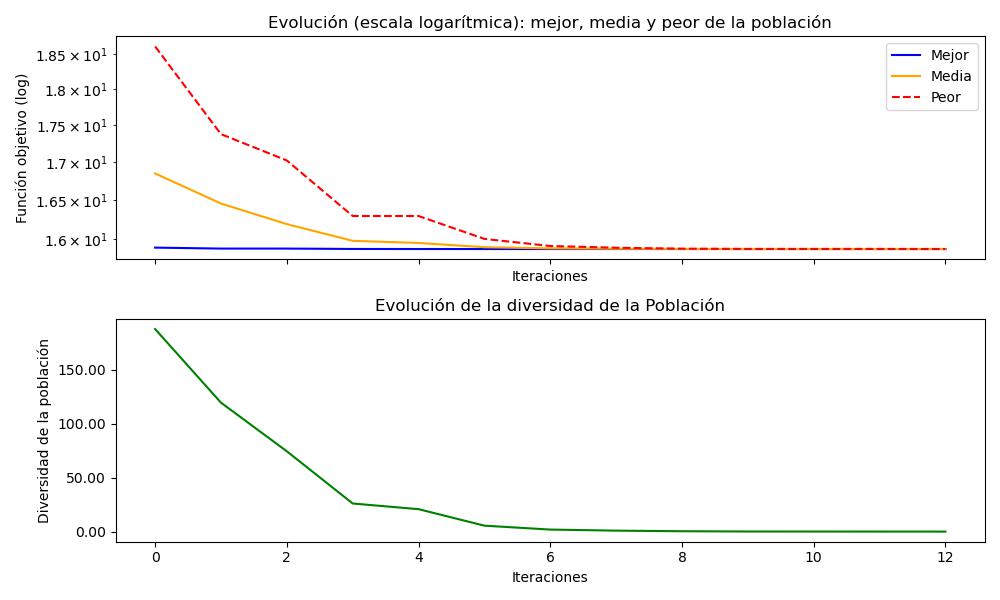 Evolución (escala logarítmica): mejor, media y peor de la población
Función objetivo (log)
1.85 × 10¹
1.8 × 10¹
1.75 × 10¹
1.7 × 10¹
1.65 × 10¹
1.6 × 10¹
Mejor
Media
Peor
Iteraciones
Evolución de la diversidad de la Población
Diversidad de la población
150.00
100.00
50.00
0.00
0 2 4 6 8 10 12
Iteraciones